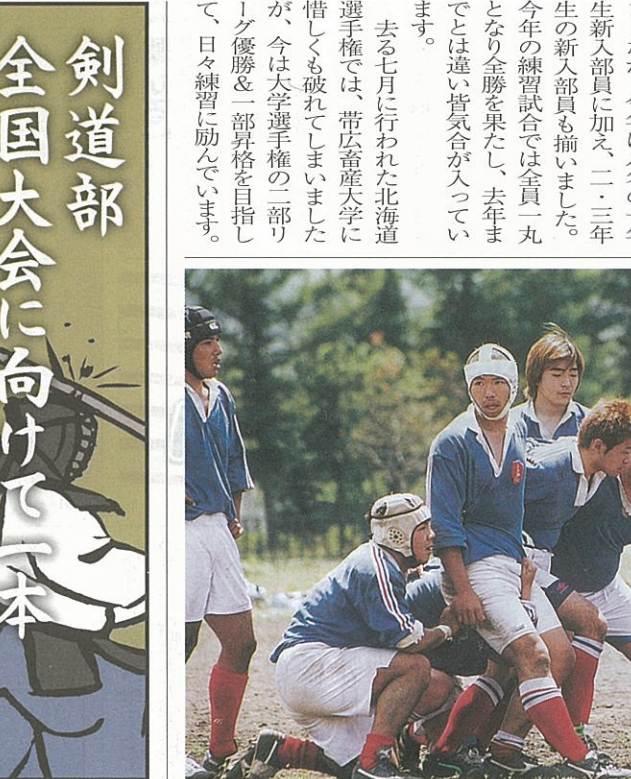 生新入部員に加え、二・三年
生の新入部員も揃いました。
今年の練習試合では全員一丸
となり全勝を果たし、去年ま
でとは違い皆気合が入ってい
ます。
去る七月に行われた北海道
選手権では、帯広畜産大学に
惜しくも破れてしまいました
が、今は大学選手権の二部リ
ーグ優勝＆一部昇格を目指し
て、日々練習に励んでいます。
剣道部
全国大会に向けて一本